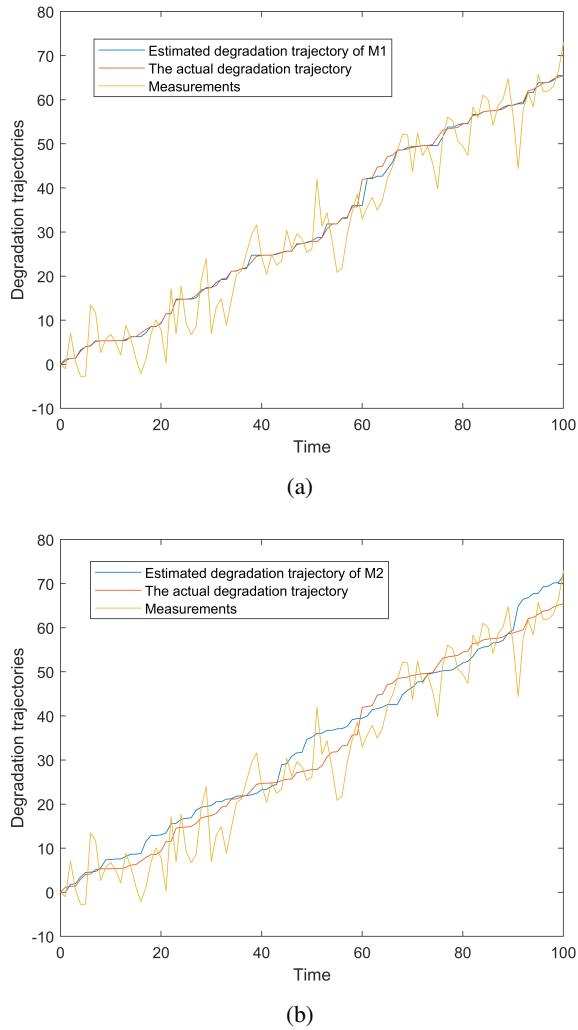 80
70
60
50
40
30
20
10
0
-10
Degradation trajectories
Estimated degradation trajectory of M1
The actual degradation trajectory
Measurements
0 20 40 60 80 100
Time
(a)
80
70
60
50
40
30
20
10
0
-10
Degradation trajectories
Estimated degradation trajectory of M2
The actual degradation trajectory
Measurements
0 20 40 60 80 100
Time
(b)